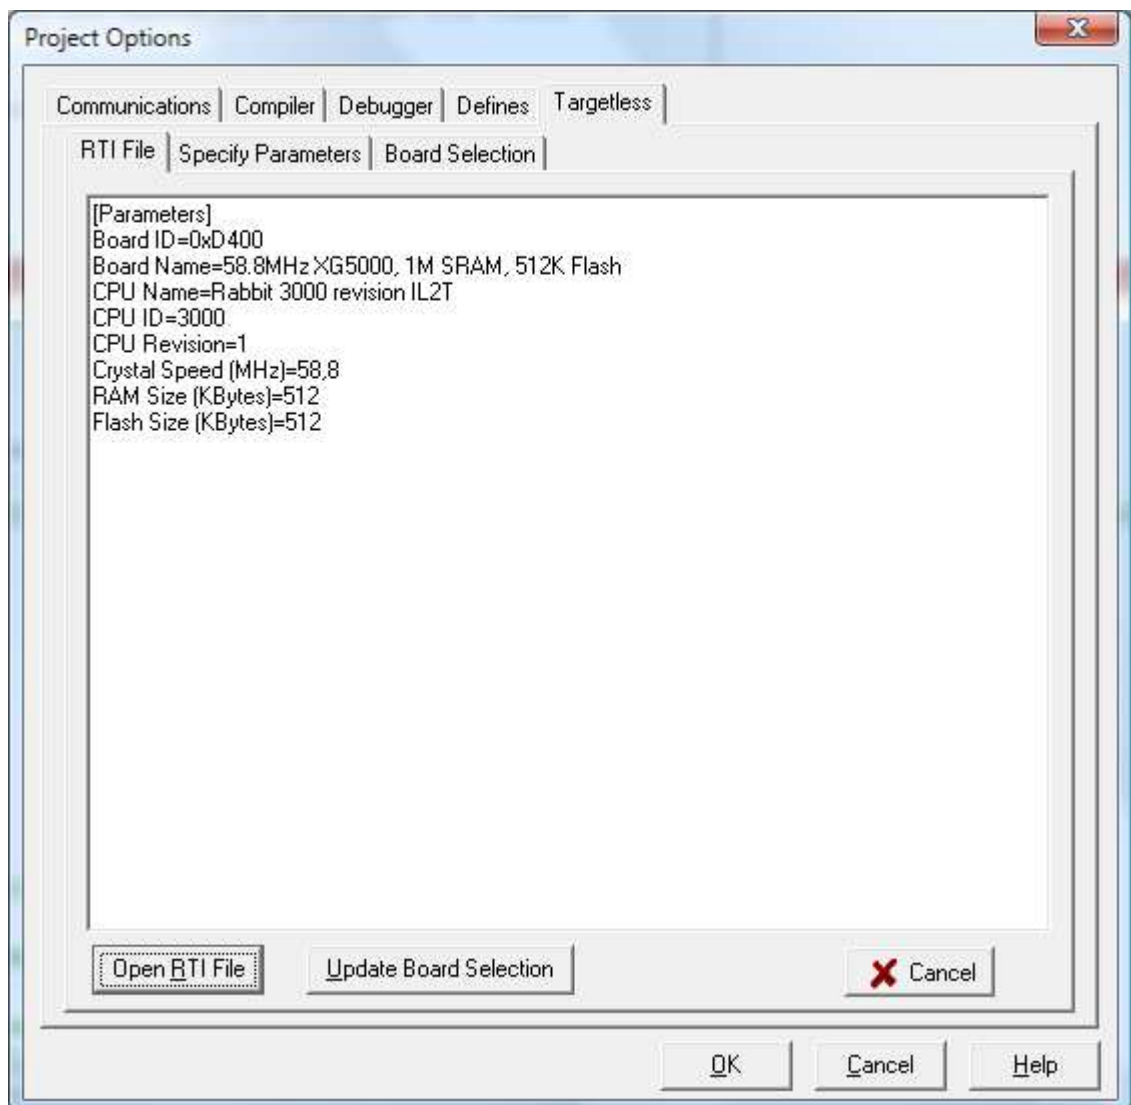 Project Options
Communications Compiler Debugger Defines Targetless
RTI File Specify Parameters Board Selection
[Parameters]
Board ID=0xD400
Board Name=58.8MHz XG5000, 1M SRAM, 512K Flash
CPU Name=Rabbit 3000 revision IL2T
CPU ID=3000
CPU Revision=1
Crystal Speed (MHz)=58,8
RAM Size (KBytes)=512
Flash Size (KBytes)=512
Open RTI File Update Board Selection Cancel
OK Cancel Help